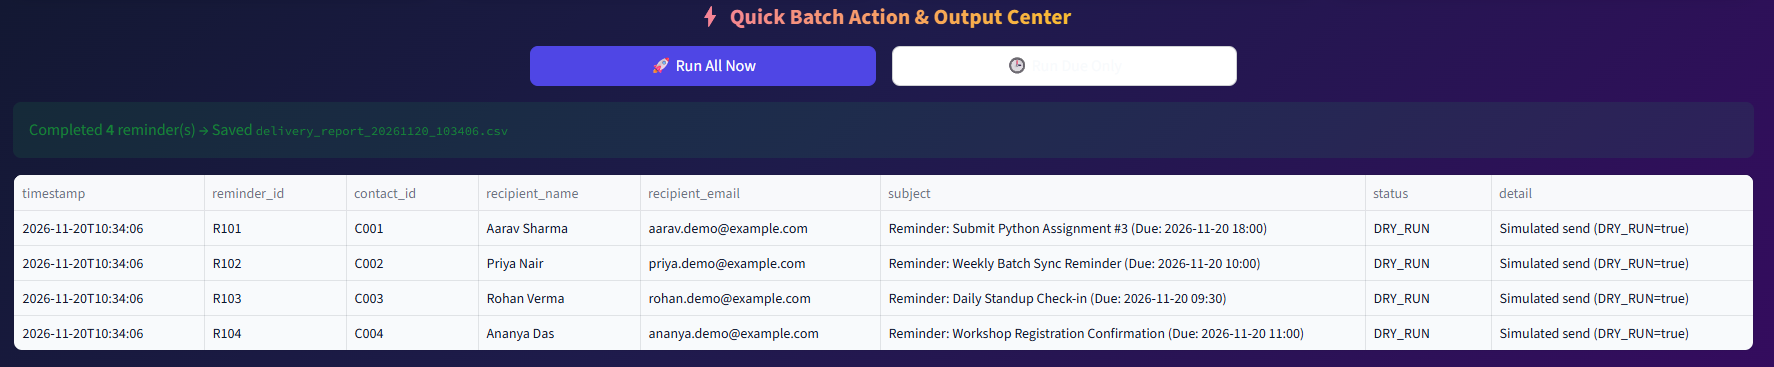 ⚡ Quick Batch Action & Output Center
🚀 Run All Now
🕒 Run Due Only
Completed 4 reminder(s) → Saved delivery_report_20261120_103406.csv
timestamp reminder_id contact_id recipient_name recipient_email subject status detail
2026-11-20T10:34:06 R101 C001 Aarav Sharma aarav.demo@example.com Reminder: Submit Python Assignment #3 (Due: 2026-11-20 18:00) DRY_RUN Simulated send (DRY_RUN=true)
2026-11-20T10:34:06 R102 C002 Priya Nair priya.demo@example.com Reminder: Weekly Batch Sync Reminder (Due: 2026-11-20 10:00) DRY_RUN Simulated send (DRY_RUN=true)
2026-11-20T10:34:06 R103 C003 Rohan Verma rohan.demo@example.com Reminder: Daily Standup Check-in (Due: 2026-11-20 09:30) DRY_RUN Simulated send (DRY_RUN=true)
2026-11-20T10:34:06 R104 C004 Ananya Das ananya.demo@example.com Reminder: Workshop Registration Confirmation (Due: 2026-11-20 11:00) DRY_RUN Simulated send (DRY_RUN=true)